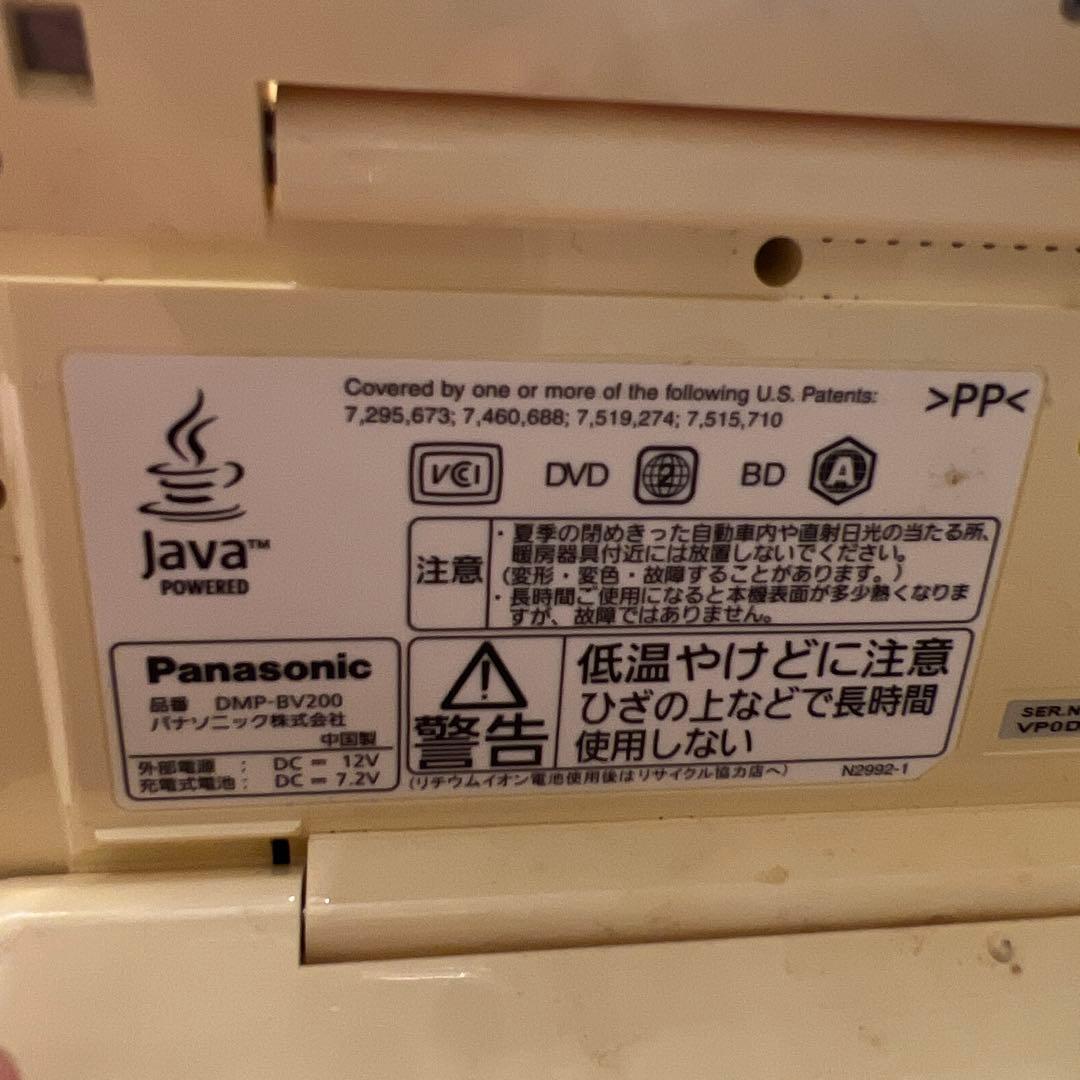 Covered by one or more of the following U.S. Patents:
7,295,673; 7,460,688; 7,519,274; 7,515,710
>PP<
Java™
POWERED
VCI DVD 2 BD A
注意
・夏季の閉めきった自動車内や直射日光の当たる所、
暖房器具付近には放置しないでください。
(変形・変色・故障することがあります。)
・長時間ご使用になると本機表面が多少熱くなりま
すが、故障ではありません。
Panasonic
品番 DMP-BV200
パナソニック株式会社
中国製
外部電源 : DC ⎓ 12V
充電式電池 : DC ⎓ 7.2V
警告
低温やけどに注意
ひざの上などで長時間
使用しない
(リチウムイオン電池使用後はリサイクル協力店へ)
N2992-1
SER.N
VP0D